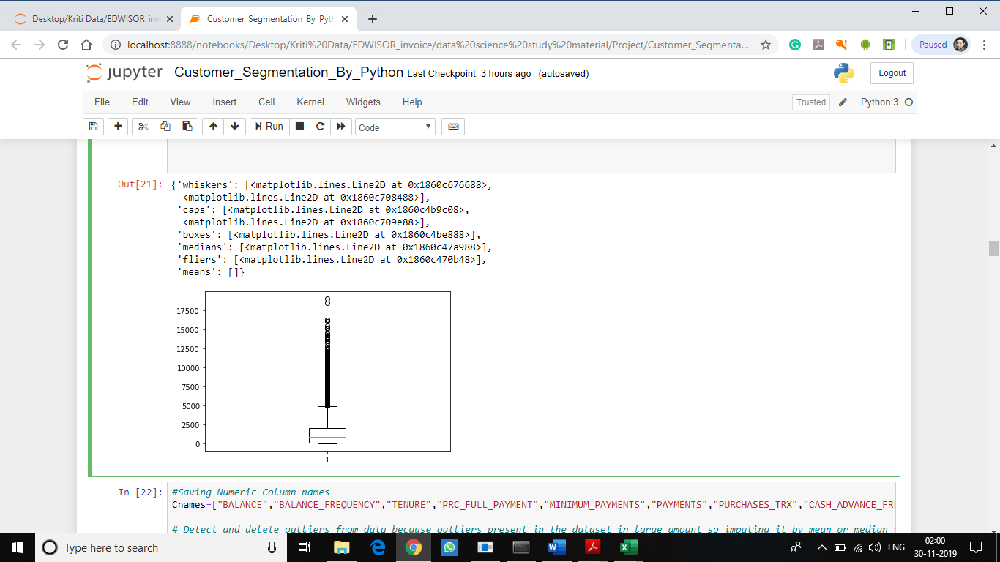 Desktop/Kriti Data/EDWISOR_inv
Customer_Segmentation_By_Pyth
localhost:8888/notebooks/Desktop/Kriti%20Data/EDWISOR_invoice/data%20science%20study%20material/Project/Customer_Segmenta...
Paused
jupyter Customer_Segmentation_By_Python Last Checkpoint: 3 hours ago (autosaved)
Logout
File Edit View Insert Cell Kernel Widgets Help
Trusted Python 3
Run Code
Out[21]: {'whiskers': [<matplotlib.lines.Line2D at 0x1860c676688>,
<matplotlib.lines.Line2D at 0x1860c708488>],
'caps': [<matplotlib.lines.Line2D at 0x1860c4b9c08>,
<matplotlib.lines.Line2D at 0x1860c709e88>],
'boxes': [<matplotlib.lines.Line2D at 0x1860c4be888>],
'medians': [<matplotlib.lines.Line2D at 0x1860c47a988>],
'fliers': [<matplotlib.lines.Line2D at 0x1860c470b48>],
'means': []}
17500
15000
12500
10000
7500
5000
2500
0
1
In [22]: #Saving Numeric Column names
Cnames=["BALANCE","BALANCE_FREQUENCY","TENURE","PRC_FULL_PAYMENT","MINIMUM_PAYMENTS","PAYMENTS","PURCHASES_TRX","CASH_ADVANCE_FRE
# Detect and delete outliers from data because outliers present in the dataset in large amount so imputing it by mean or median
Type here to search
ENG
02:00
30-11-2019